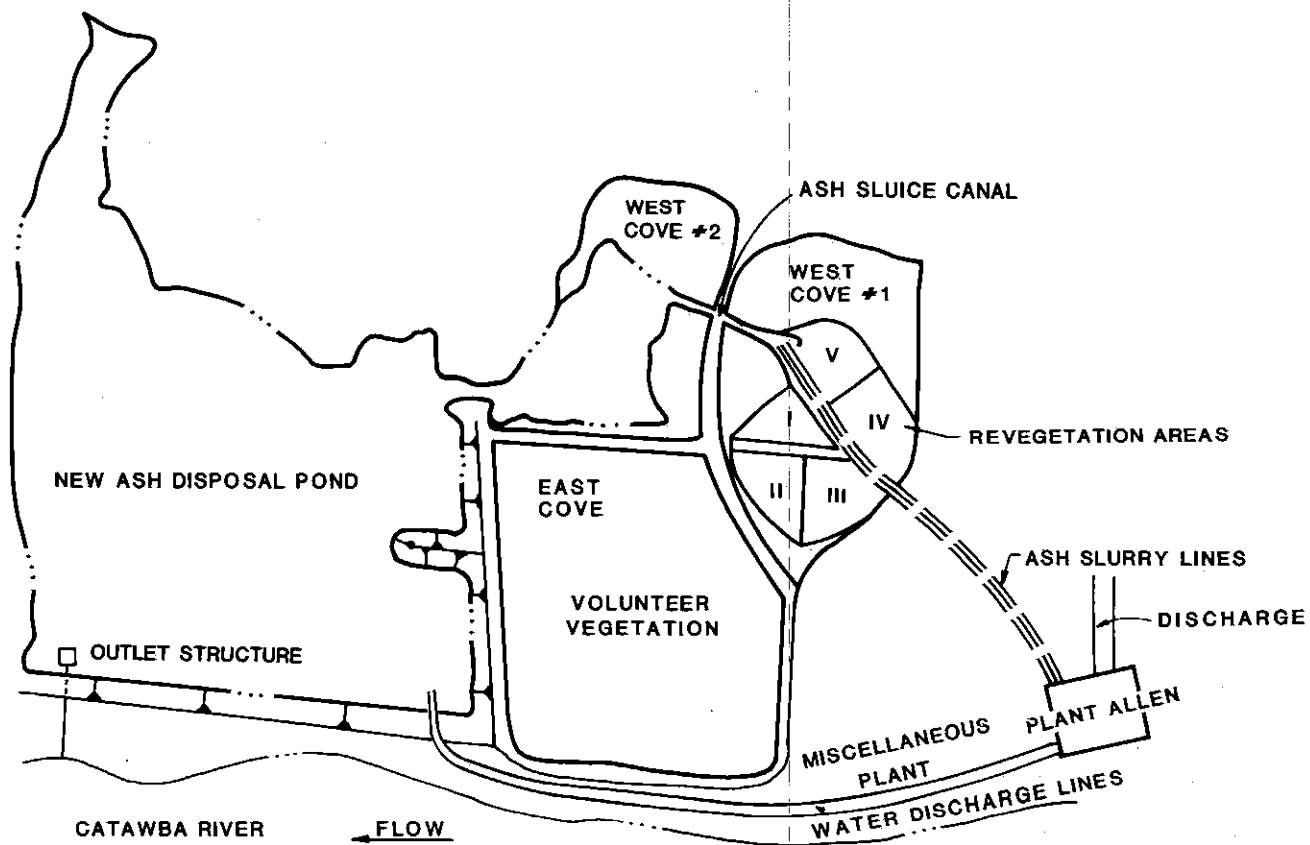 WEST
COVE #2
ASH SLUICE CANAL
WEST
COVE #1
V
IV
REVEGETATION AREAS
I
II
III
NEW ASH DISPOSAL POND
EAST
COVE
ASH SLURRY LINES
VOLUNTEER
VEGETATION
DISCHARGE
OUTLET STRUCTURE
PLANT ALLEN
MISCELLANEOUS
PLANT
WATER DISCHARGE LINES
CATAWBA RIVER
FLOW